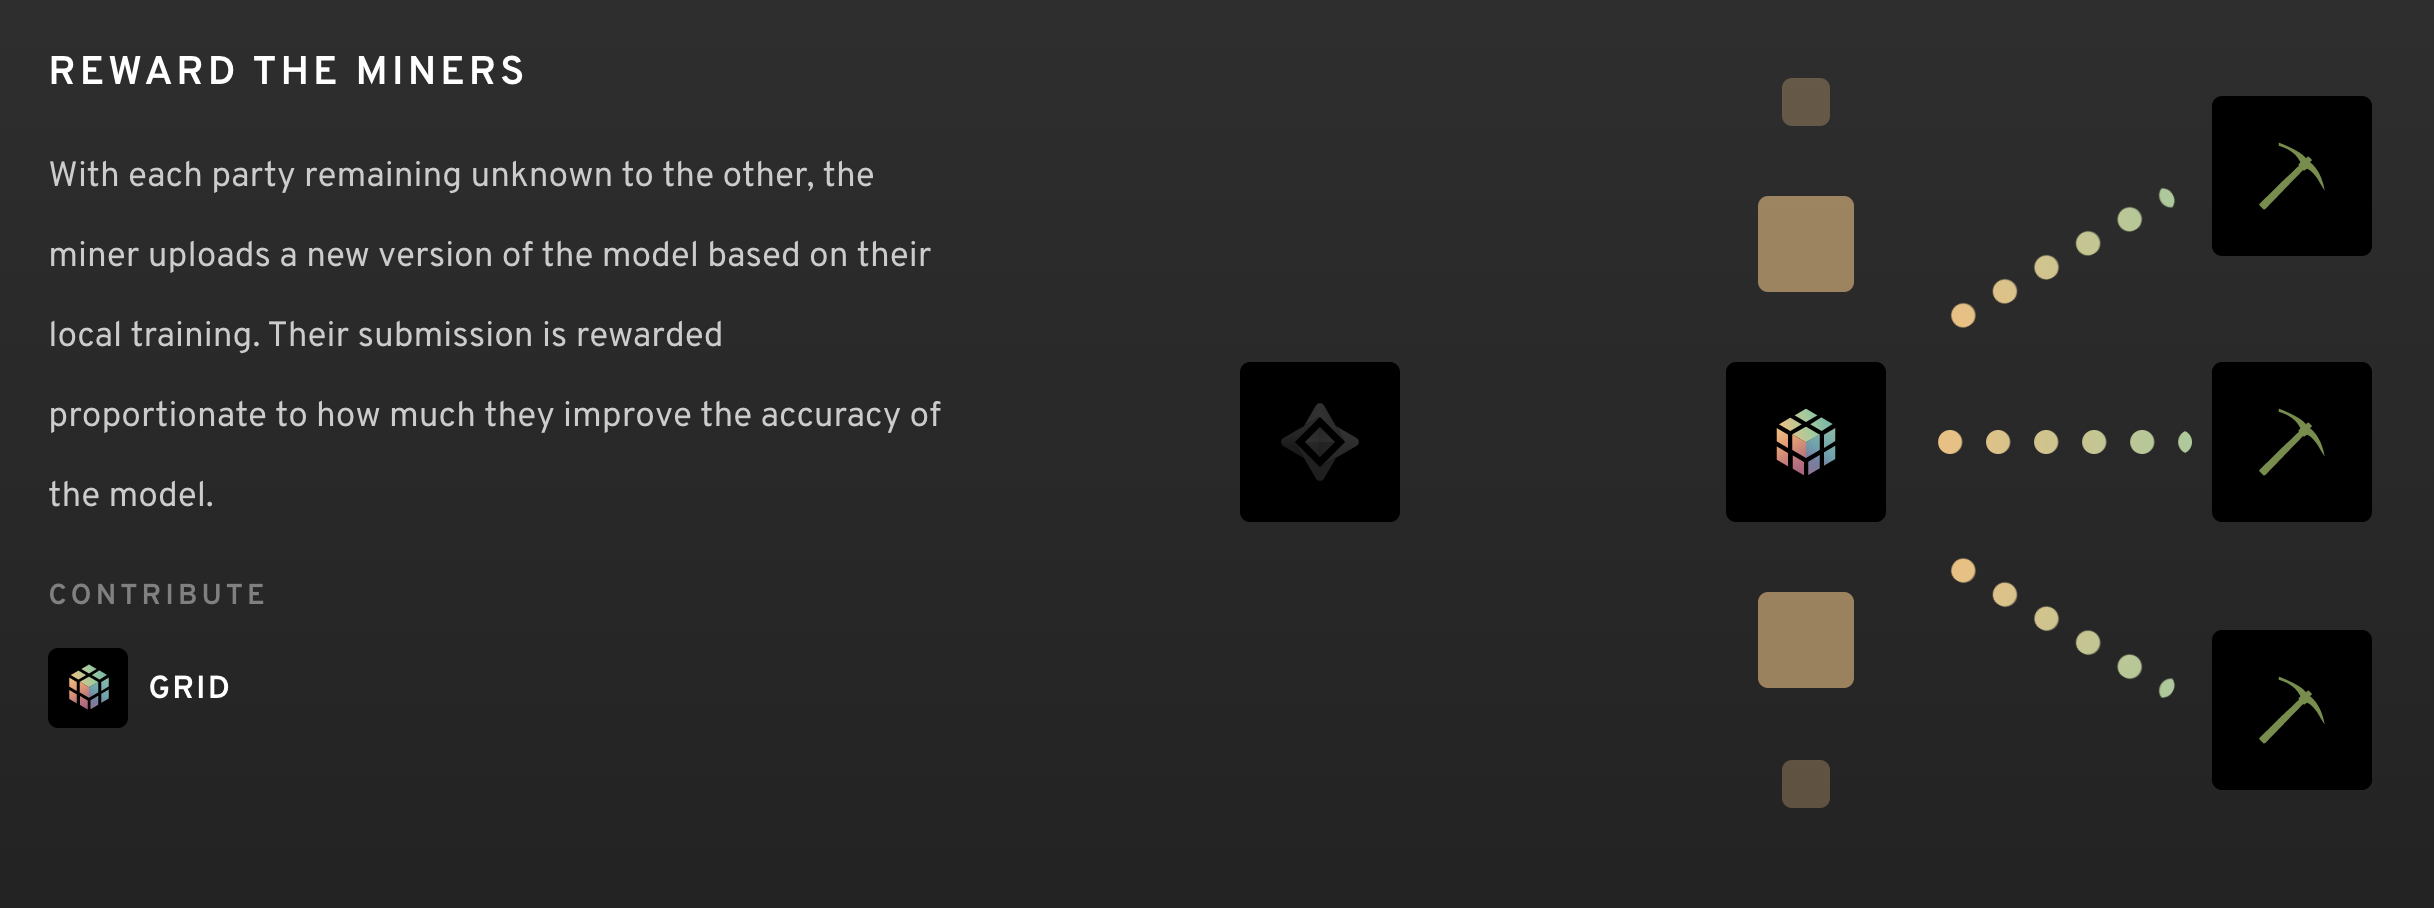 REWARD THE MINERS
With each party remaining unknown to the other, the
miner uploads a new version of the model based on their
local training. Their submission is rewarded
proportionate to how much they improve the accuracy of
the model.
CONTRIBUTE
GRID